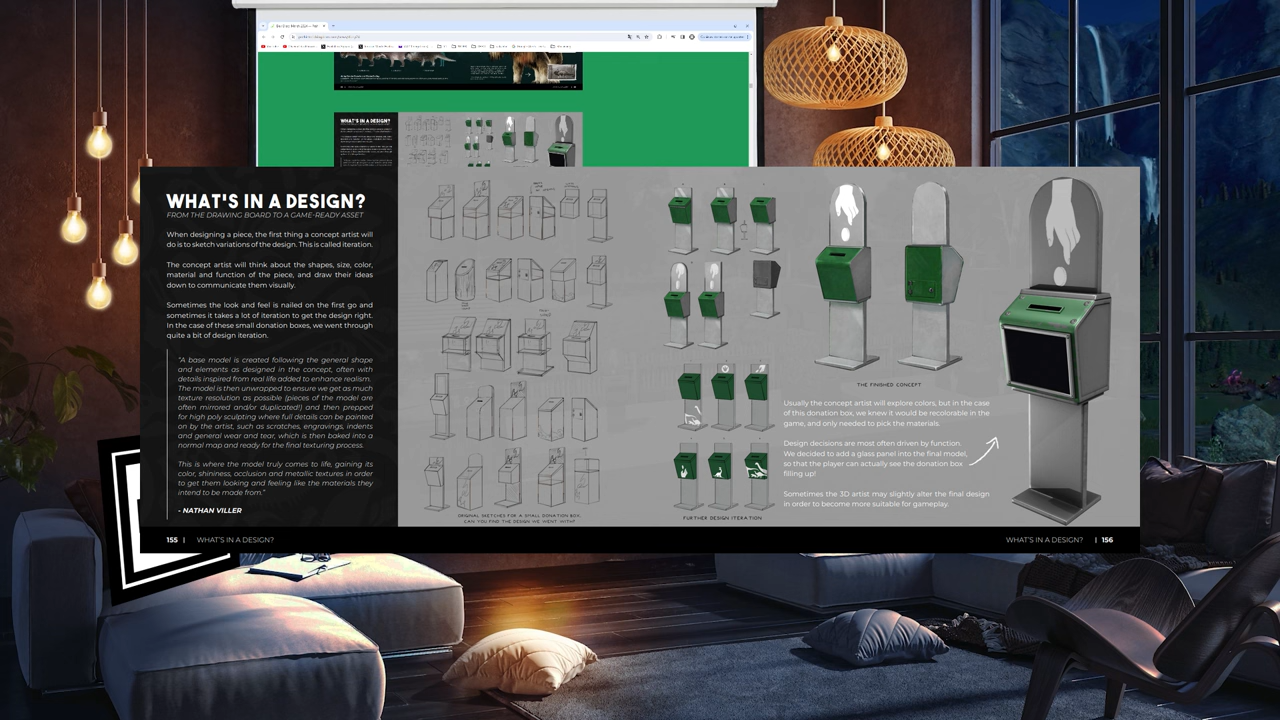 WHAT'S IN A DESIGN?
WHAT'S IN A DESIGN?
FROM THE DRAWING BOARD TO A GAME-READY ASSET
When designing a piece, the first thing a concept artist will
do is to sketch variations of the design. This is called iteration.
The concept artist will think about the shapes, size, color,
material and function of the piece, and draw their ideas
down to communicate them visually.
Sometimes the look and feel is nailed on the first go and
sometimes it takes a lot of iteration to get the design right.
In the case of these small donation boxes, we went through
quite a bit of design iteration.
"A base model is created following the general shape
and elements as designed in the concept, often with
details inspired from real life added to enhance realism.
The model is then unwrapped to ensure we get as much
texture resolution as possible (pieces of the model are
often mirrored and/or duplicated!) and then prepped
for high poly sculpting where full details can be painted
on by the artist, such as scratches, engravings, indents
and general wear and tear, which is then baked into a
normal map and ready for the final texturing process.
This is where the model truly comes to life, gaining its
color, shininess, occlusion and metallic textures in order
to get them looking and feeling like the materials they
intend to be made from."
- NATHAN VILLER
ORIGINAL SKETCHES FOR A SMALL DONATION BOX.
CAN YOU FIND THE DESIGN WE WENT WITH?
FURTHER DESIGN ITERATION
THE FINISHED CONCEPT
Usually the concept artist will explore colors, but in the case
of this donation box, we knew it would be recolorable in the
game, and only needed to pick the materials.
Design decisions are most often driven by function.
We decided to add a glass panel into the final model,
so that the player can actually see the donation box
filling up!
Sometimes the 3D artist may slightly alter the final design
in order to become more suitable for gameplay.
155 | WHAT'S IN A DESIGN?
WHAT'S IN A DESIGN? | 156